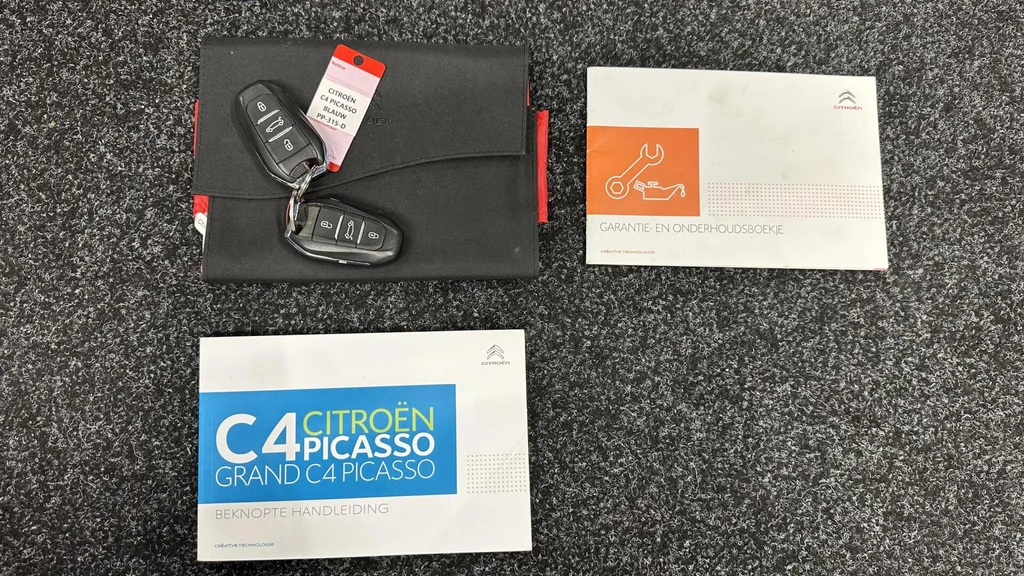 CITROËN
C4 PICASSO
BLAUW
PP-315-D
CITROËN
GARANTIE- EN ONDERHOUDSBOEKJE
CRÉATIVE TECHNOLOGIE
CITROËN
C4 CITROËN
PICASSO
GRAND C4 PICASSO
BEKNOPTE HANDLEIDING
CRÉATIVE TECHNOLOGIE